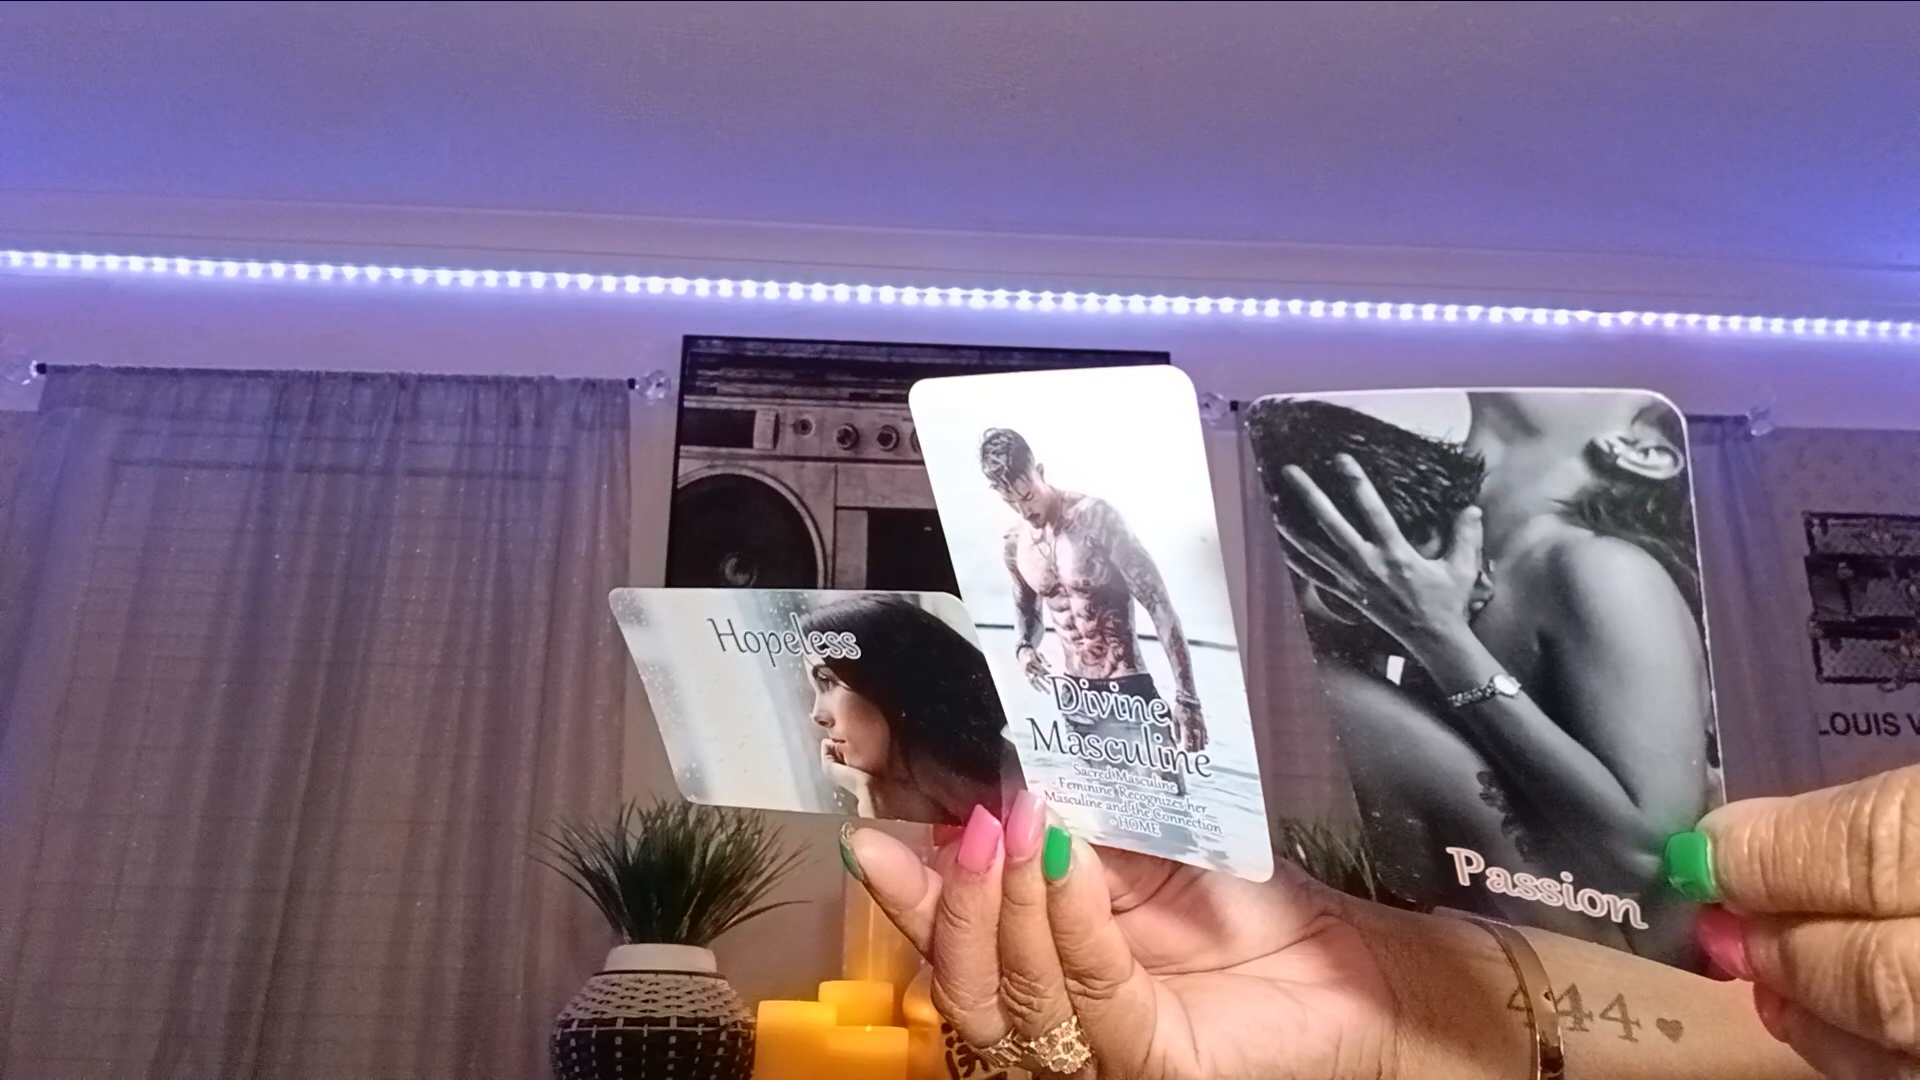 Hopeless
Divine
Masculine
Sacred Masculine
Feminine Recognizes her
Masculine and the Connection
- HOME
Passion
LOUIS V
444